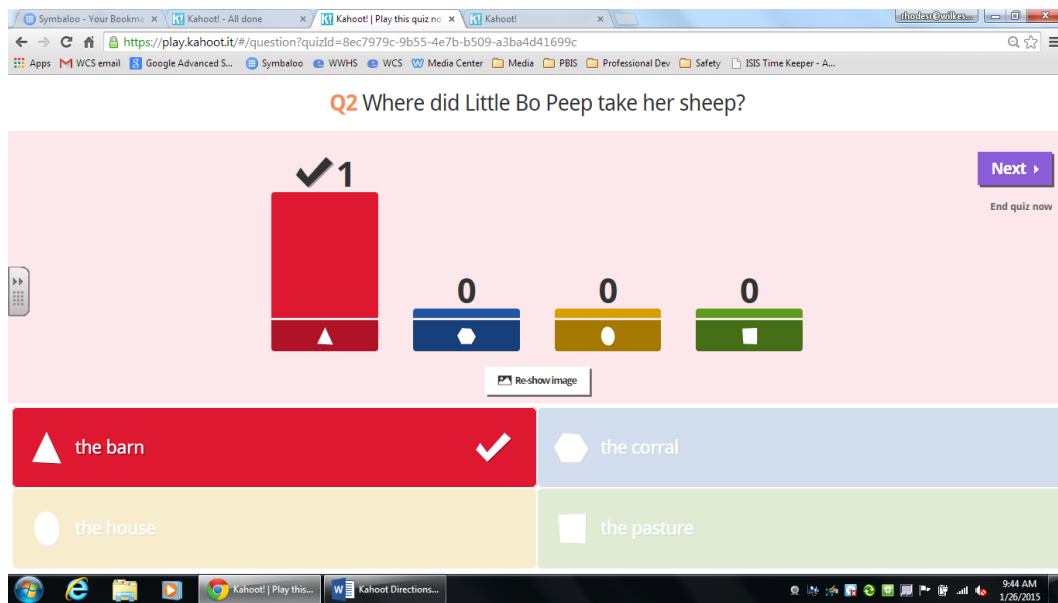 Symbaloo - Your Bookma
Kahoot! - All done
Kahoot! | Play this quiz no
Kahoot!
https://play.kahoot.it/#/question?quizId=8ec7979c-9b55-4e7b-b509-a3ba4d41699c
Apps WCS email Google Advanced S... Symbaloo WWHS WCS Media Center Media PBIS Professional Dev Safety ISIS Time Keeper - A...
Q2 Where did Little Bo Peep take her sheep?
✔1
Next
End quiz now
0 0 0
Re-show image
the barn
the corral
the house
the pasture
Kahoot! | Play this...
Kahoot Directions...
9:44 AM
1/26/2015